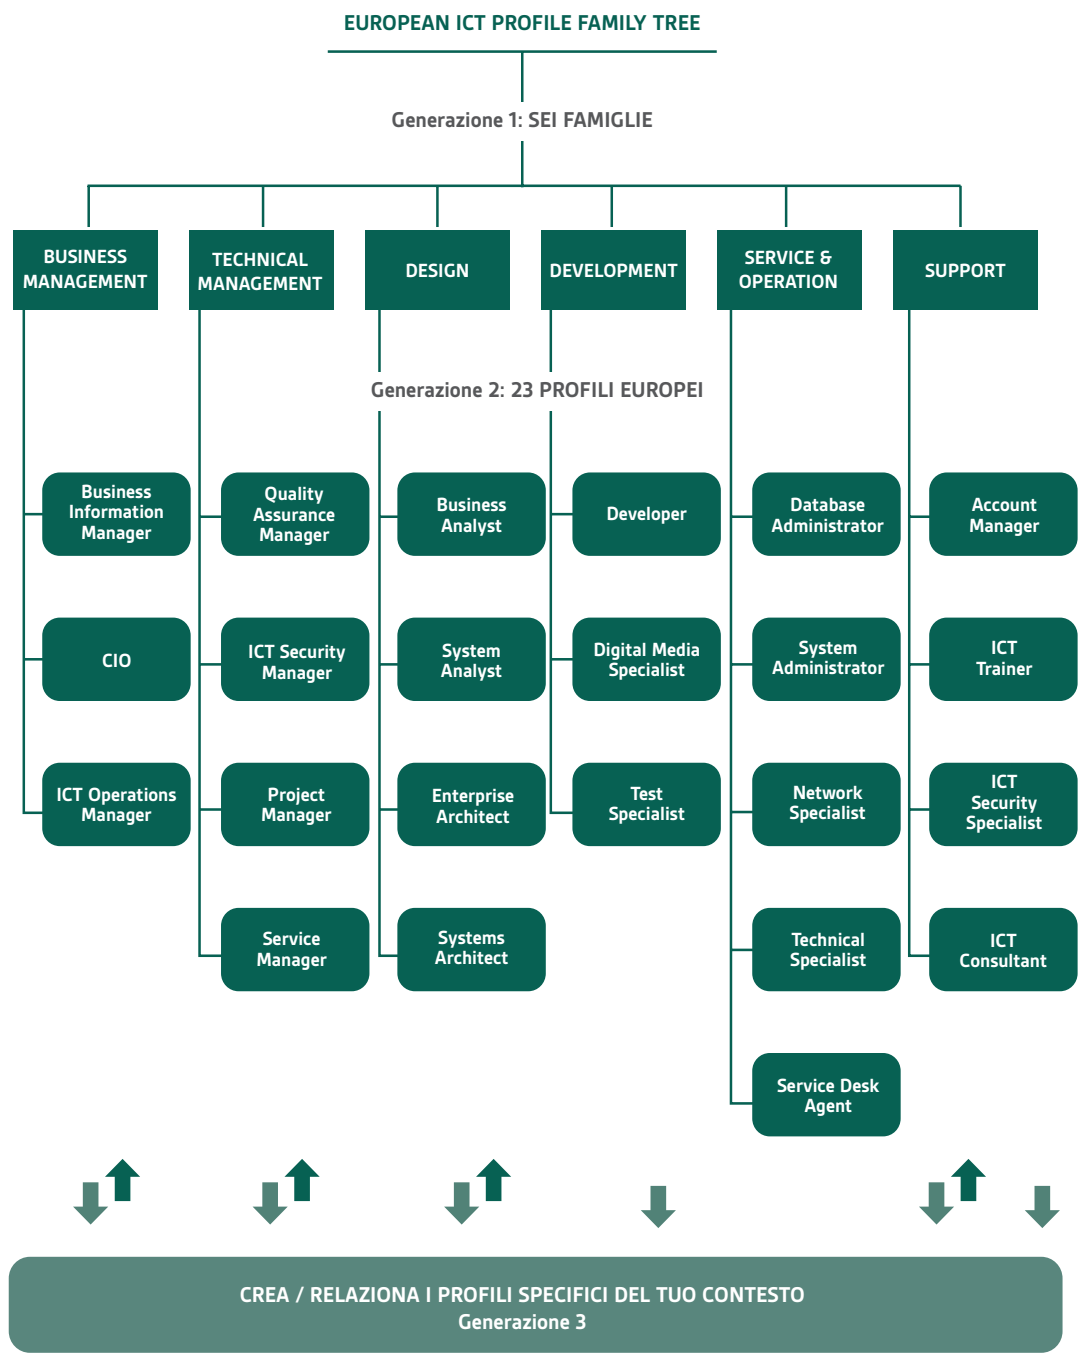 EUROPEAN ICT PROFILE FAMILY TREE
Generazione 1: SEI FAMIGLIE
BUSINESS
MANAGEMENT
TECHNICAL
MANAGEMENT
DESIGN
DEVELOPMENT
SERVICE &
OPERATION
SUPPORT
Generazione 2: 23 PROFILI EUROPEI
Business
Information
Manager
Quality
Assurance
Manager
Business
Analyst
Developer
Database
Administrator
Account
Manager
CIO
ICT Security
Manager
System
Analyst
Digital Media
Specialist
System
Administrator
ICT
Trainer
ICT Operations
Manager
Project
Manager
Enterprise
Architect
Test
Specialist
Network
Specialist
ICT
Security
Specialist
Service
Manager
Systems
Architect
Technical
Specialist
ICT
Consultant
Service Desk
Agent
CREA / RELAZIONA I PROFILI SPECIFICI DEL TUO CONTESTO
Generazione 3